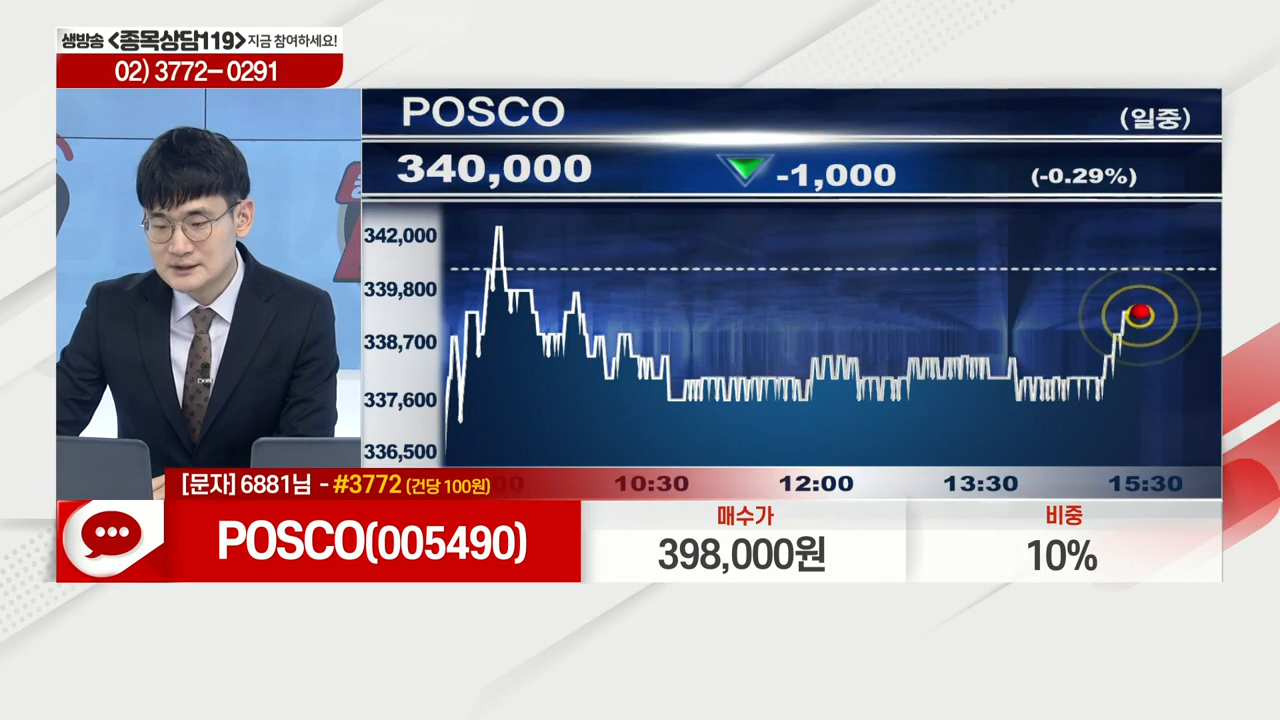 생방송 <종목상담119> 지금 참여하세요!
02) 3772-0291
POSCO
(일중)
340,000 -1,000 (-0.29%)
342,000
339,800
338,700
337,600
336,500
10:30 12:00 13:30 15:30
[문자] 6881님 - #3772 (건당 100원)
POSCO(005490)
매수가
398,000원
비중
10%